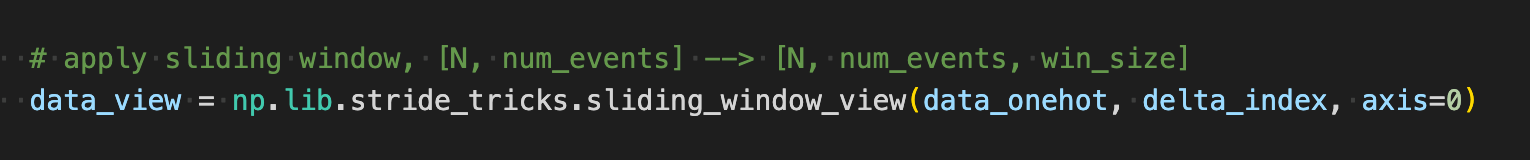 # apply sliding window, [N, num_events] --> [N, num_events, win_size]
data_view = np.lib.stride_tricks.sliding_window_view(data_onehot, delta_index, axis=0)